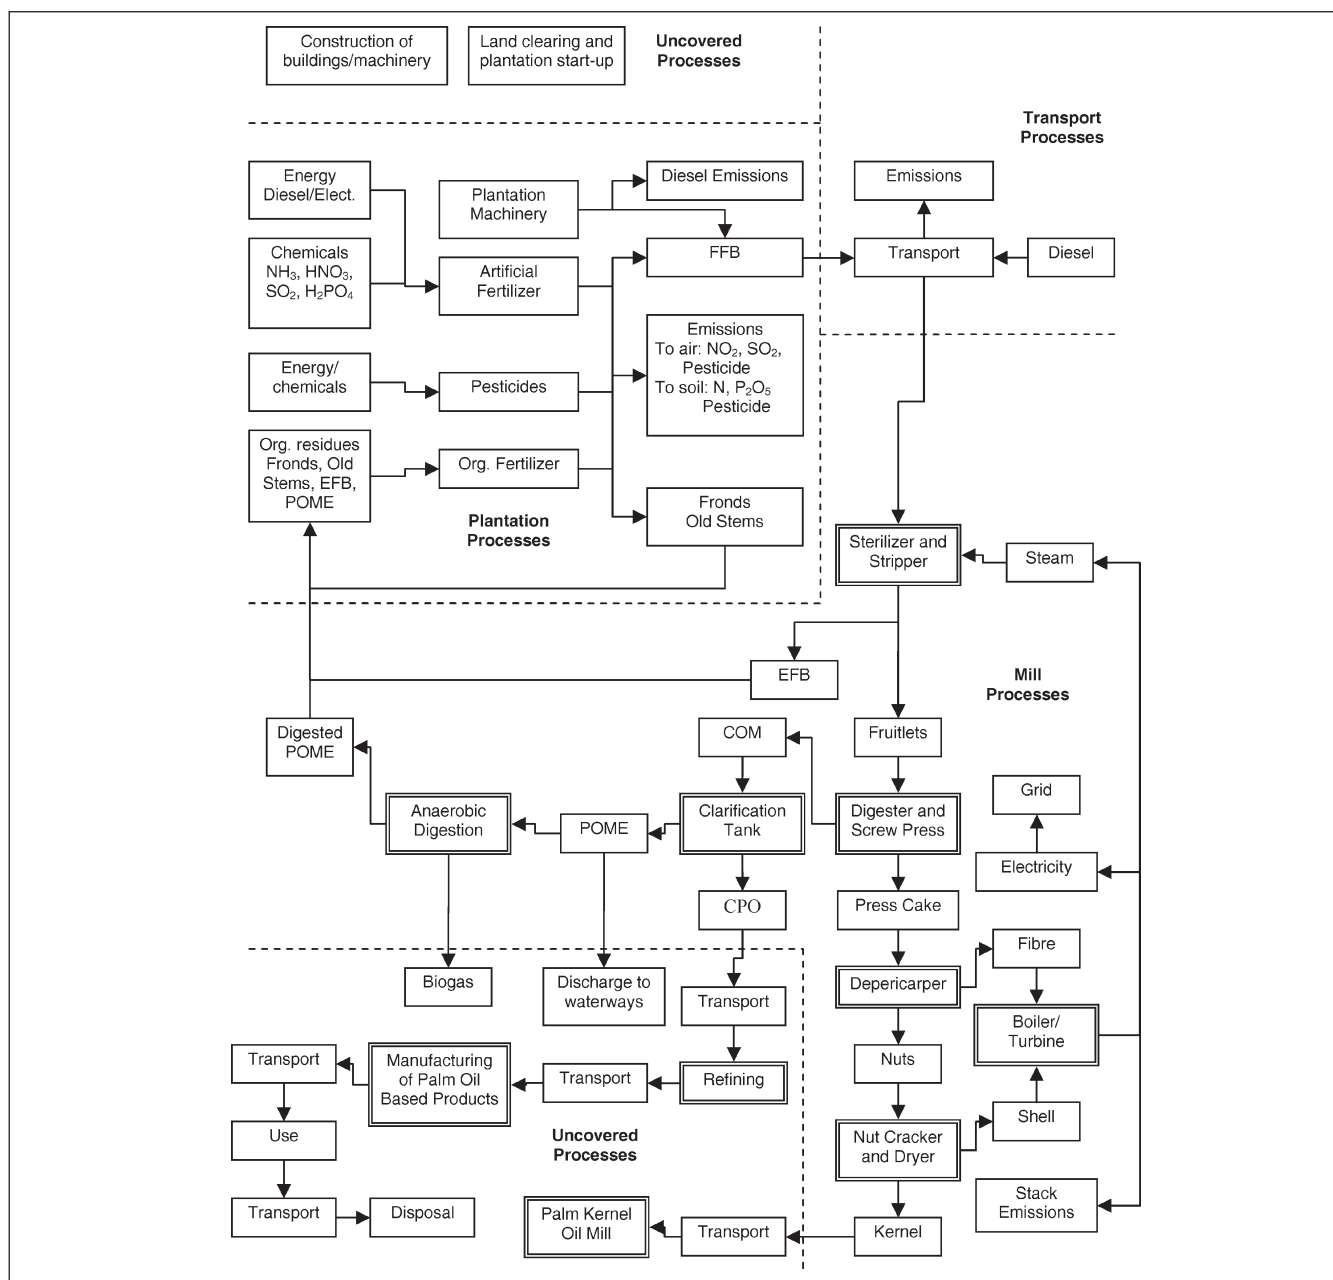 Construction of
buildings/machinery
Land clearing and
plantation start-up
Uncovered
Processes
Transport
Processes
Energy
Diesel/Elect.
Plantation
Machinery
Diesel Emissions
Emissions
Chemicals
NH₃, HNO₃,
SO₂, H₂PO₄
Artificial
Fertilizer
FFB
Transport
Diesel
Energy/
chemicals
Pesticides
Emissions
To air: NO₂, SO₂,
Pesticide
To soil: N, P₂O₅
Pesticide
Org. residues
Fronds, Old
Stems, EFB,
POME
Org. Fertilizer
Plantation
Processes
Fronds
Old Stems
Sterilizer and
Stripper
Steam
EFB
Mill
Processes
Digested
POME
COM
Fruitlets
Anaerobic
Digestion
POME
Clarification
Tank
Digester and
Screw Press
Grid
Electricity
CPO
Press Cake
Biogas
Discharge to
waterways
Transport
Depericarper
Fibre
Boiler/
Turbine
Transport
Manufacturing
of Palm Oil
Based Products
Transport
Refining
Nuts
Use
Uncovered
Processes
Nut Cracker
and Dryer
Shell
Transport
Disposal
Palm Kernel
Oil Mill
Transport
Kernel
Stack
Emissions